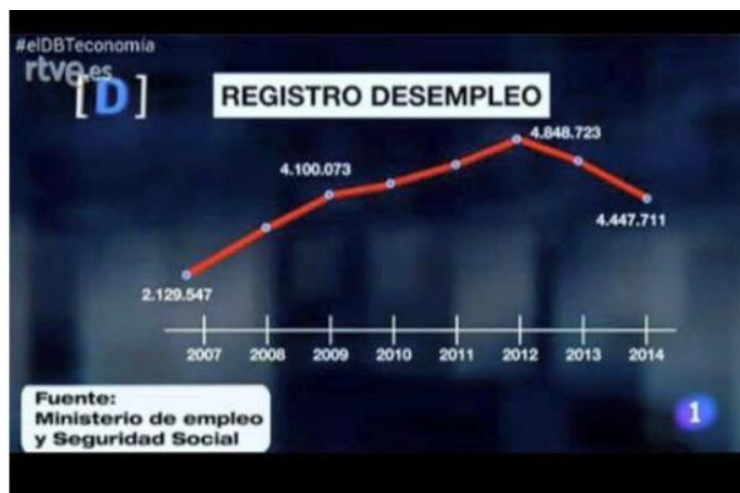 #elDBTeconomía
rtve.es
[D]
REGISTRO DESEMPLEO
4.848.723
4.100.073
4.447.711
2.129.547
2007 2008 2009 2010 2011 2012 2013 2014
Fuente:
Ministerio de empleo
y Seguridad Social
1